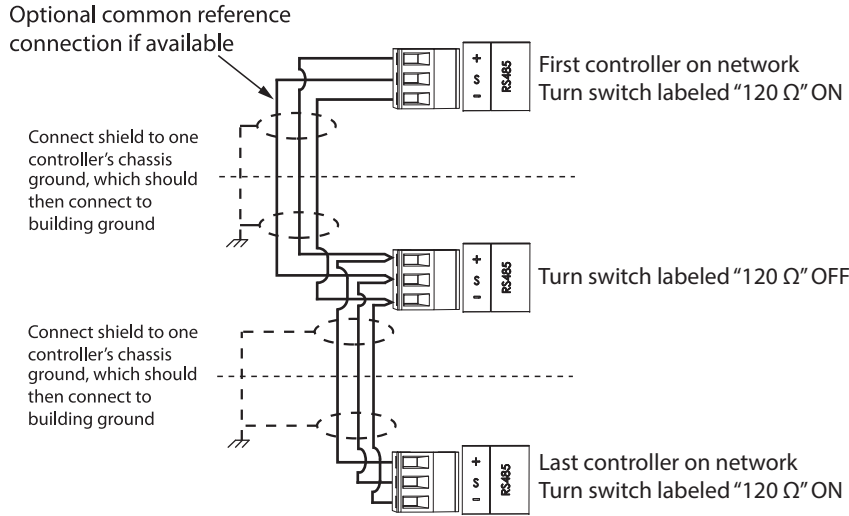 Optional common reference
connection if available
+
S
-
RS485
First controller on network
Turn switch labeled “120 Ω” ON
Connect shield to one
controller’s chassis
ground, which should
then connect to
building ground
+
S
-
RS485
Turn switch labeled “120 Ω” OFF
Connect shield to one
controller’s chassis
ground, which should
then connect to
building ground
+
S
-
RS485
Last controller on network
Turn switch labeled “120 Ω” ON